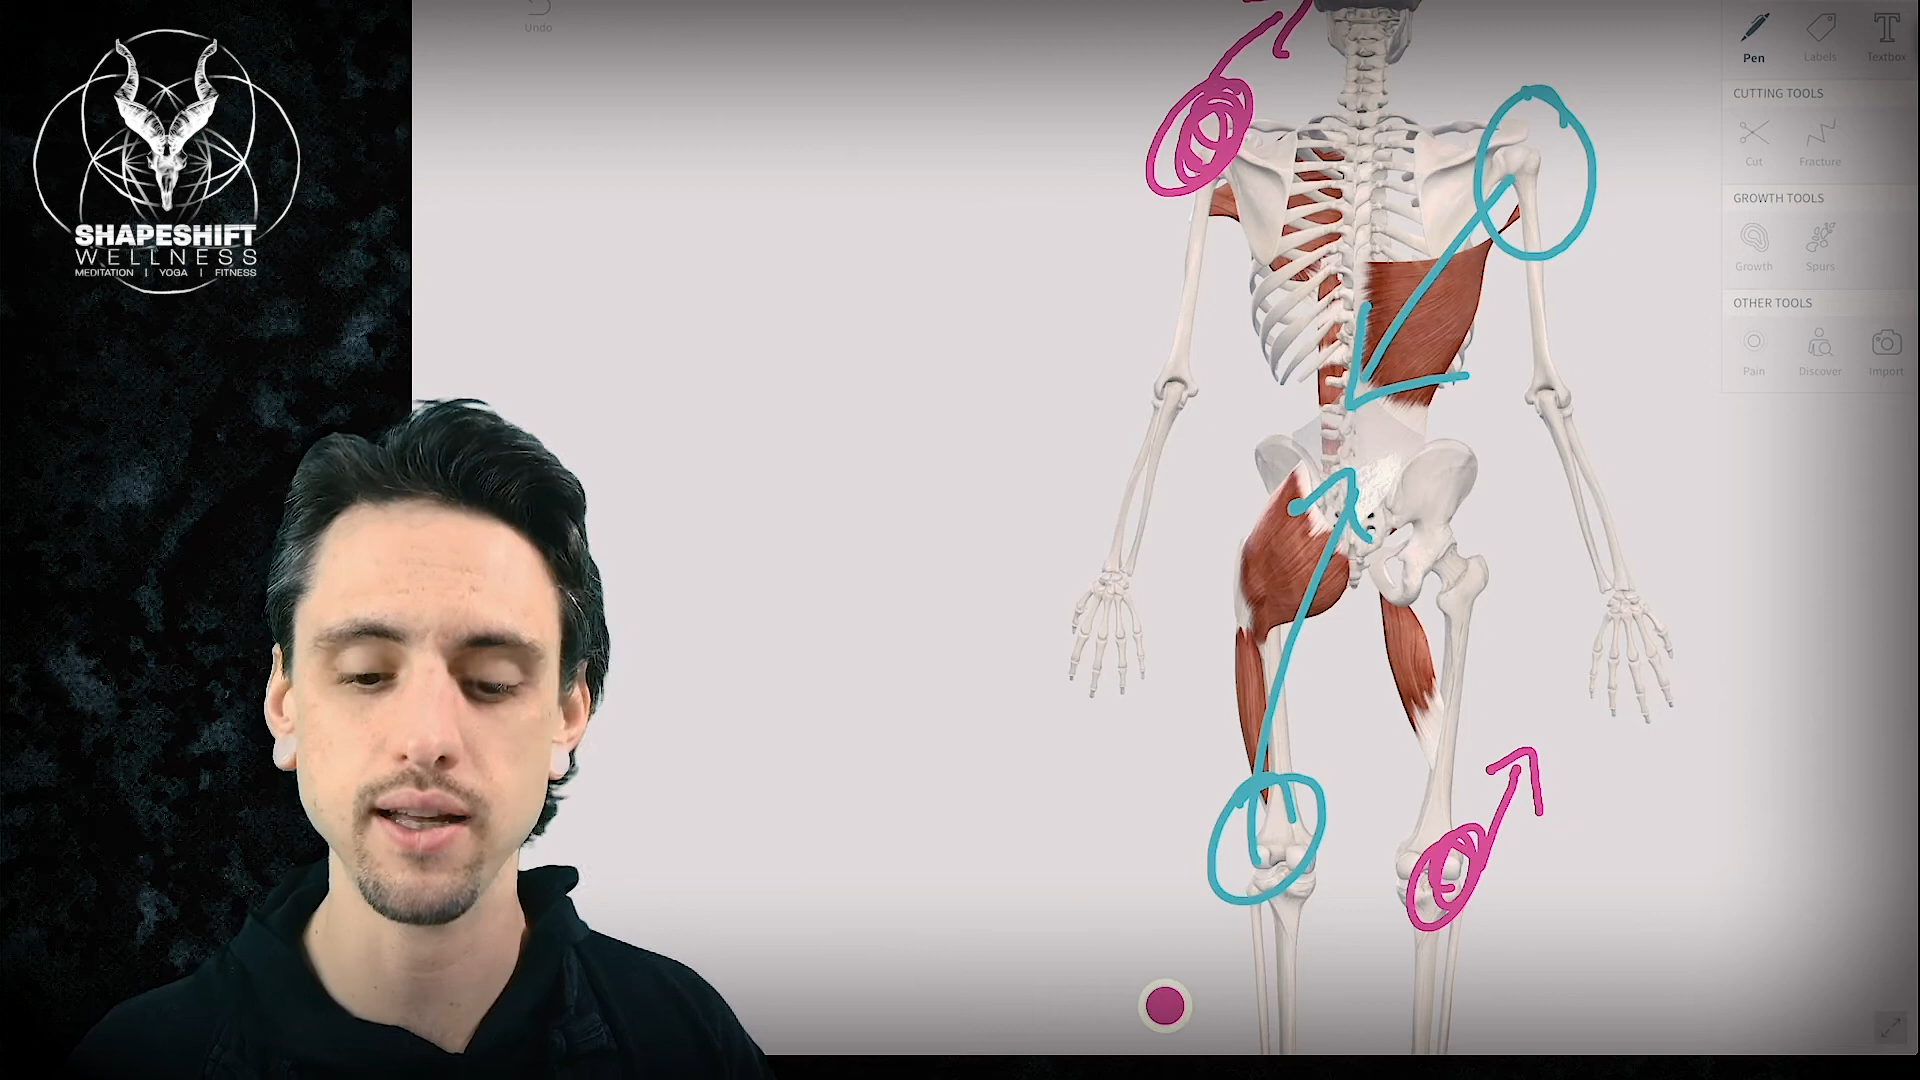 SHAPESHIFT
WELLNESS
MEDITATION | YOGA | FITNESS
Undo
Pen
Labels
Textbox
CUTTING TOOLS
Cut
Fracture
GROWTH TOOLS
Growth
Spurs
OTHER TOOLS
Pain
Discover
Import